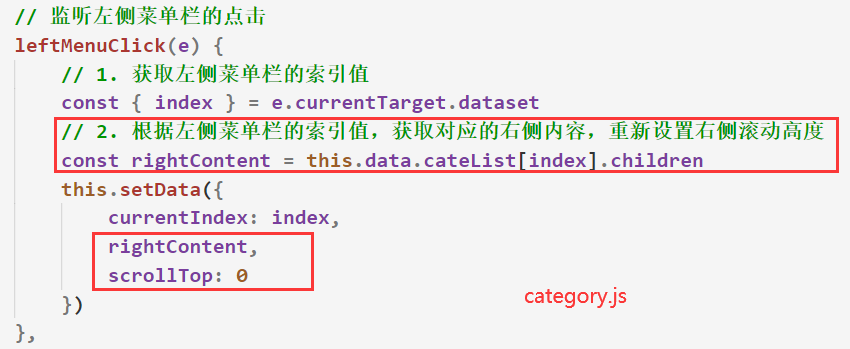 // 监听左侧菜单栏的点击
leftMenuClick(e) {
// 1. 获取左侧菜单栏的索引值
const { index } = e.currentTarget.dataset
// 2. 根据左侧菜单栏的索引值，获取对应的右侧内容，重新设置右侧滚动高度
const rightContent = this.data.cateList[index].children
this.setData({
currentIndex: index,
rightContent,
scrollTop: 0
})
},
category.js